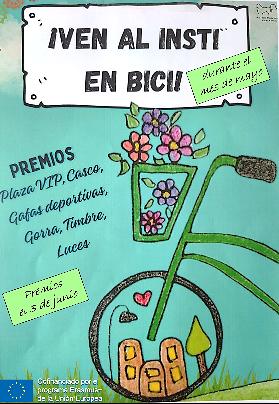 ¡VEN AL INSTI
EN BICI!
durante el
mes de mayo
PREMIOS
Plaza VIP, Casco,
Gafas deportivas,
Gorra, Timbre,
Luces
Premios
el 5 de junio
Cofinanciado por el
programa Erasmus+
de la Unión Europea